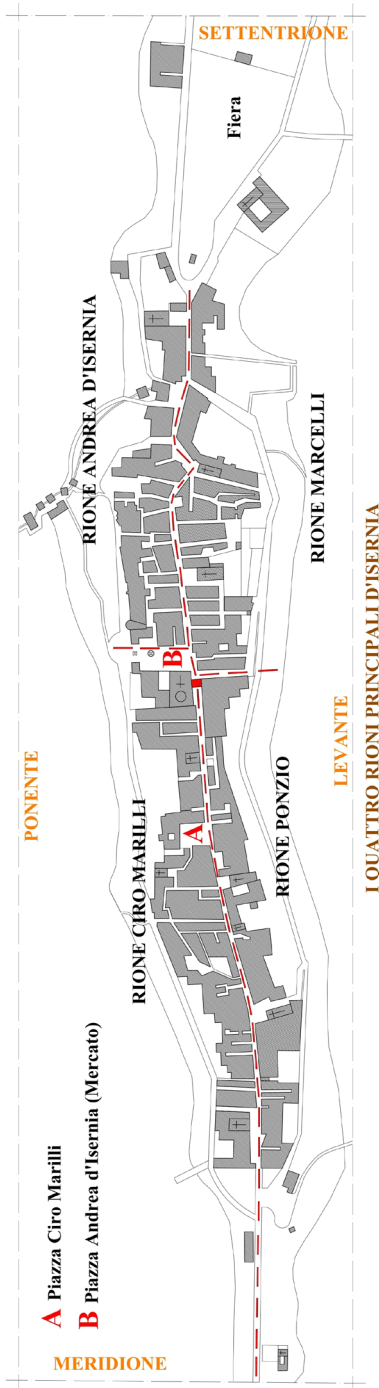 SETTENTRIONE
Fiera
RIONE ANDREA D'ISERNIA
RIONE MARCELLI
B
PONENTE
LEVANTE
A
RIONE CIRO MARILLI
RIONE PONZIO
I QUATTRO RIONI PRINCIPALI D'ISERNIA
A Piazza Ciro Marilli
B Piazza Andrea d'Isernia (Mercato)
MERIDIONE